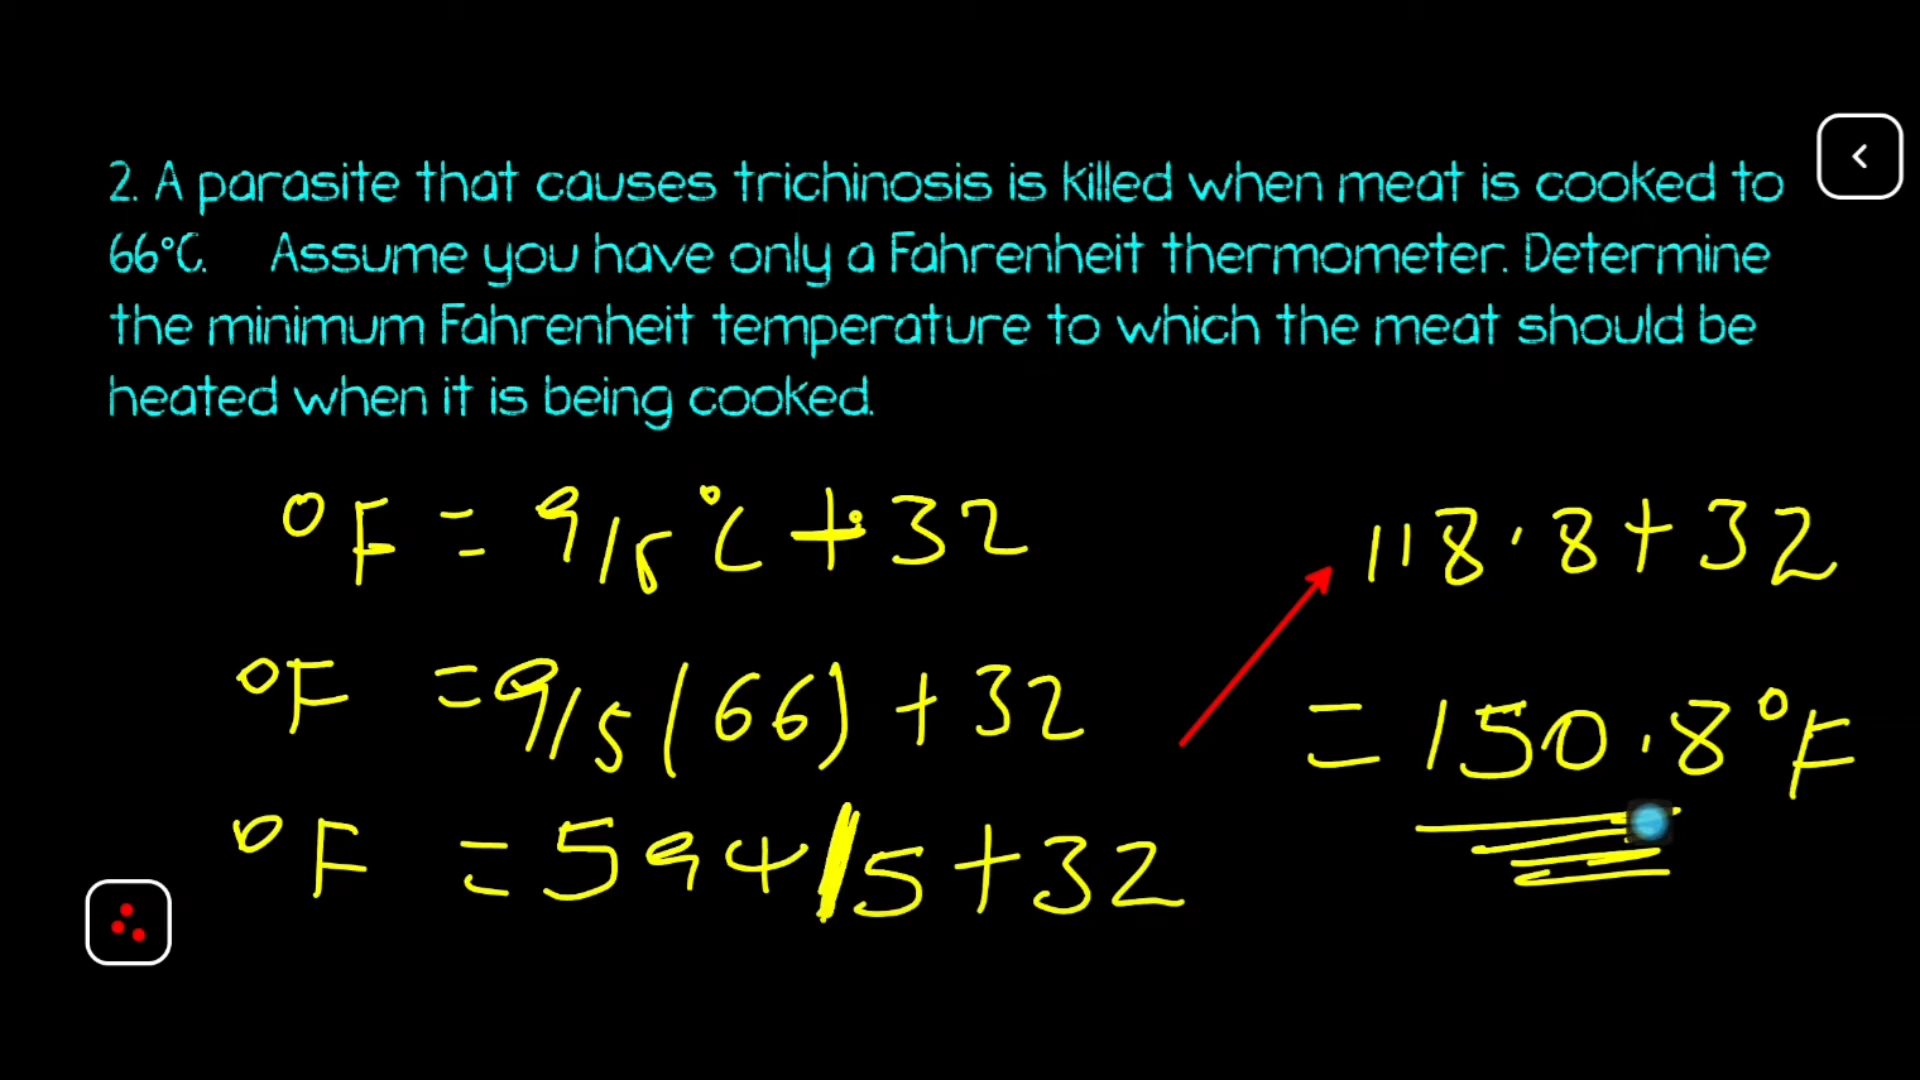 2. A parasite that causes trichinosis is killed when meat is cooked to
66°C. Assume you have only a Fahrenheit thermometer. Determine
the minimum Fahrenheit temperature to which the meat should be
heated when it is being cooked.
°F = 9/5 °C + 32
°F = 9/5 (66) + 32
°F = 594/5 + 32
118.8 + 32
= 150.8°F